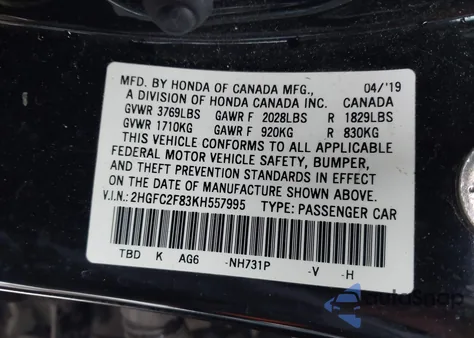 MFD. BY HONDA OF CANADA MFG., 04/'19
A DIVISION OF HONDA CANADA INC. CANADA
GVWR 3769LBS GAWR F 2028LBS R 1829LBS
GVWR 1710KG GAWR F 920KG R 830KG
THIS VEHICLE CONFORMS TO ALL APPLICABLE
FEDERAL MOTOR VEHICLE SAFETY, BUMPER,
AND THEFT PREVENTION STANDARDS IN EFFECT
ON THE DATE OF MANUFACTURE SHOWN ABOVE.
V.I.N.: 2HGFC2F83KH557995 TYPE: PASSENGER CAR
TBD K AG6 -NH731P -V -H
AutoSnap